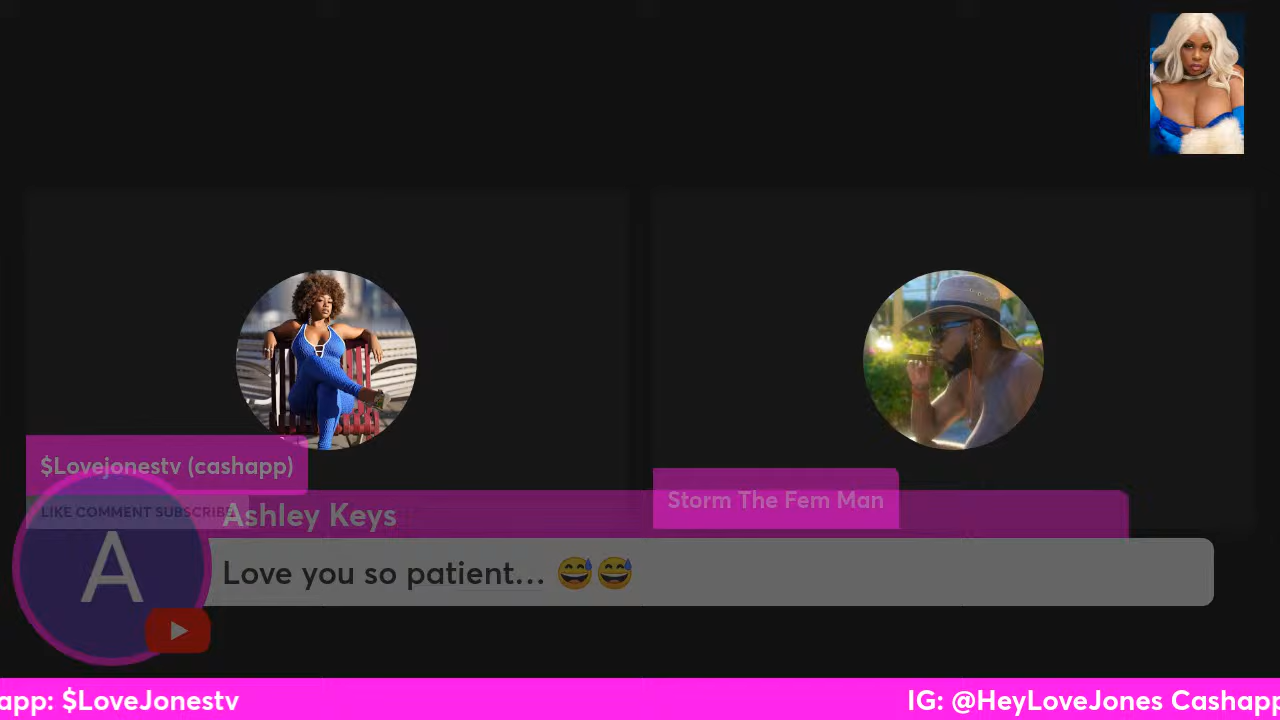 $Lovejonestv (cashapp)
LIKE COMMENT SUBSCRIBE
Storm The Fem Man
Ashley Keys
A
Love you so patient... 😅😅
app: $LoveJonestv
IG: @HeyLoveJones Cashapp